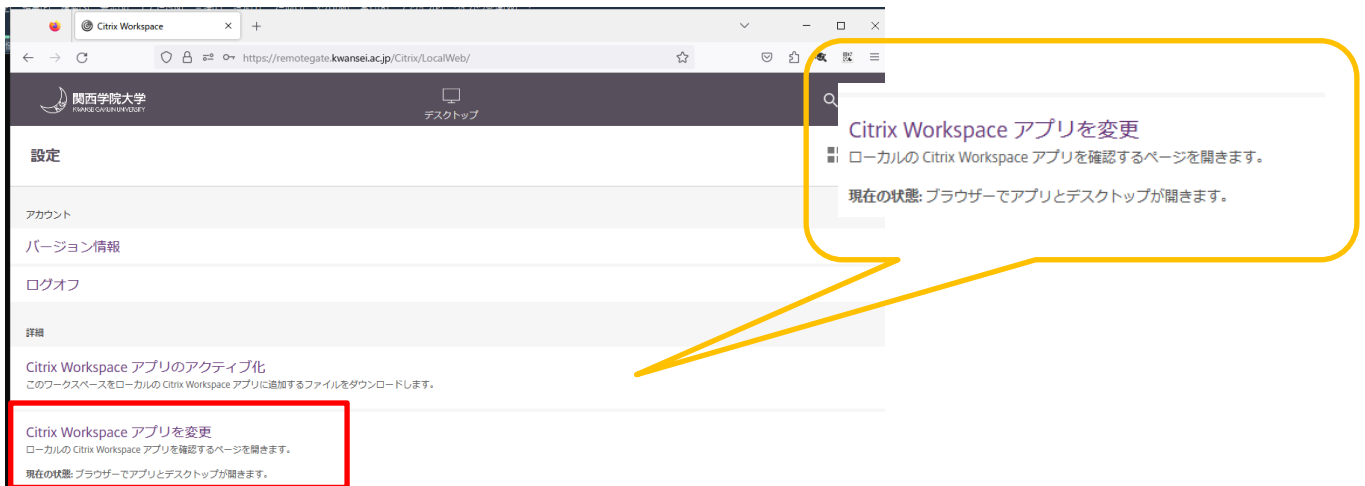 Citrix Workspace
https://remotegate.kwansei.ac.jp/Citrix/LocalWeb/
関西学院大学
KWANSEI GAKUIN UNIVERSITY
デスクトップ
設定
アカウント
バージョン情報
ログオフ
詳細
Citrix Workspace アプリのアクティブ化
このワークスペースをローカルの Citrix Workspace アプリに追加するファイルをダウンロードします。
Citrix Workspace アプリを変更
ローカルの Citrix Workspace アプリを確認するページを開きます。
現在の状態: ブラウザーでアプリとデスクトップが開きます。
Citrix Workspace アプリを変更
ローカルの Citrix Workspace アプリを確認するページを開きます。
現在の状態: ブラウザーでアプリとデスクトップが開きます。